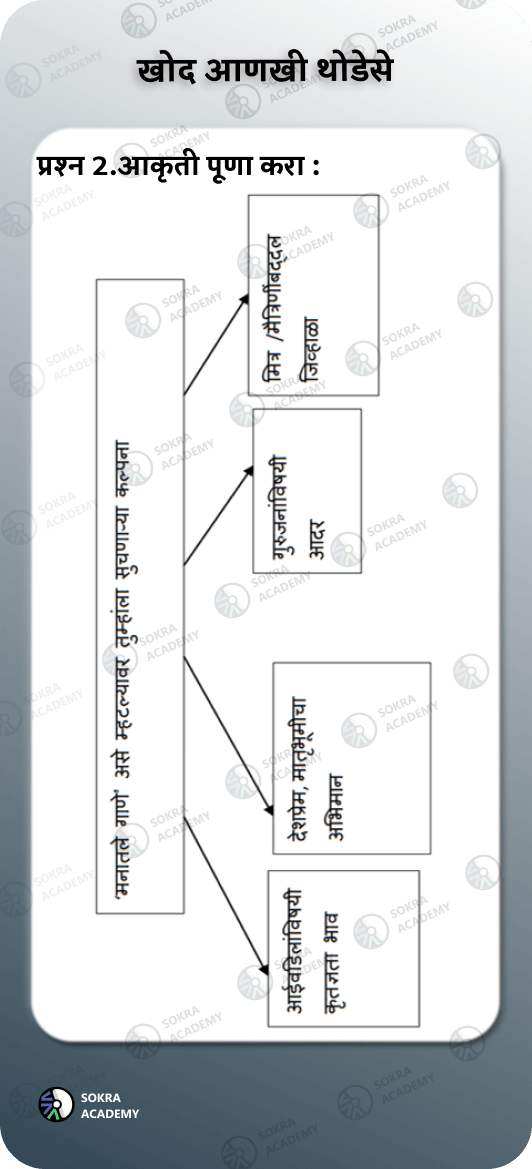 खोद आणखी थोडेसे
प्रश्न 2.आकृती पूणा करा :
'मनातले गाणे' असे म्हटल्यावर तुम्हांला सुचणाऱ्या कल्पना
आईवडिलांविषयी
कृतज्ञता भाव
देशप्रेम, मातृभूमीचा
अभिमान
गुरुजनांविषयी
आदर
मित्र /मैत्रिणींबद्दल
जिव्हाळा
SOKRA
ACADEMY